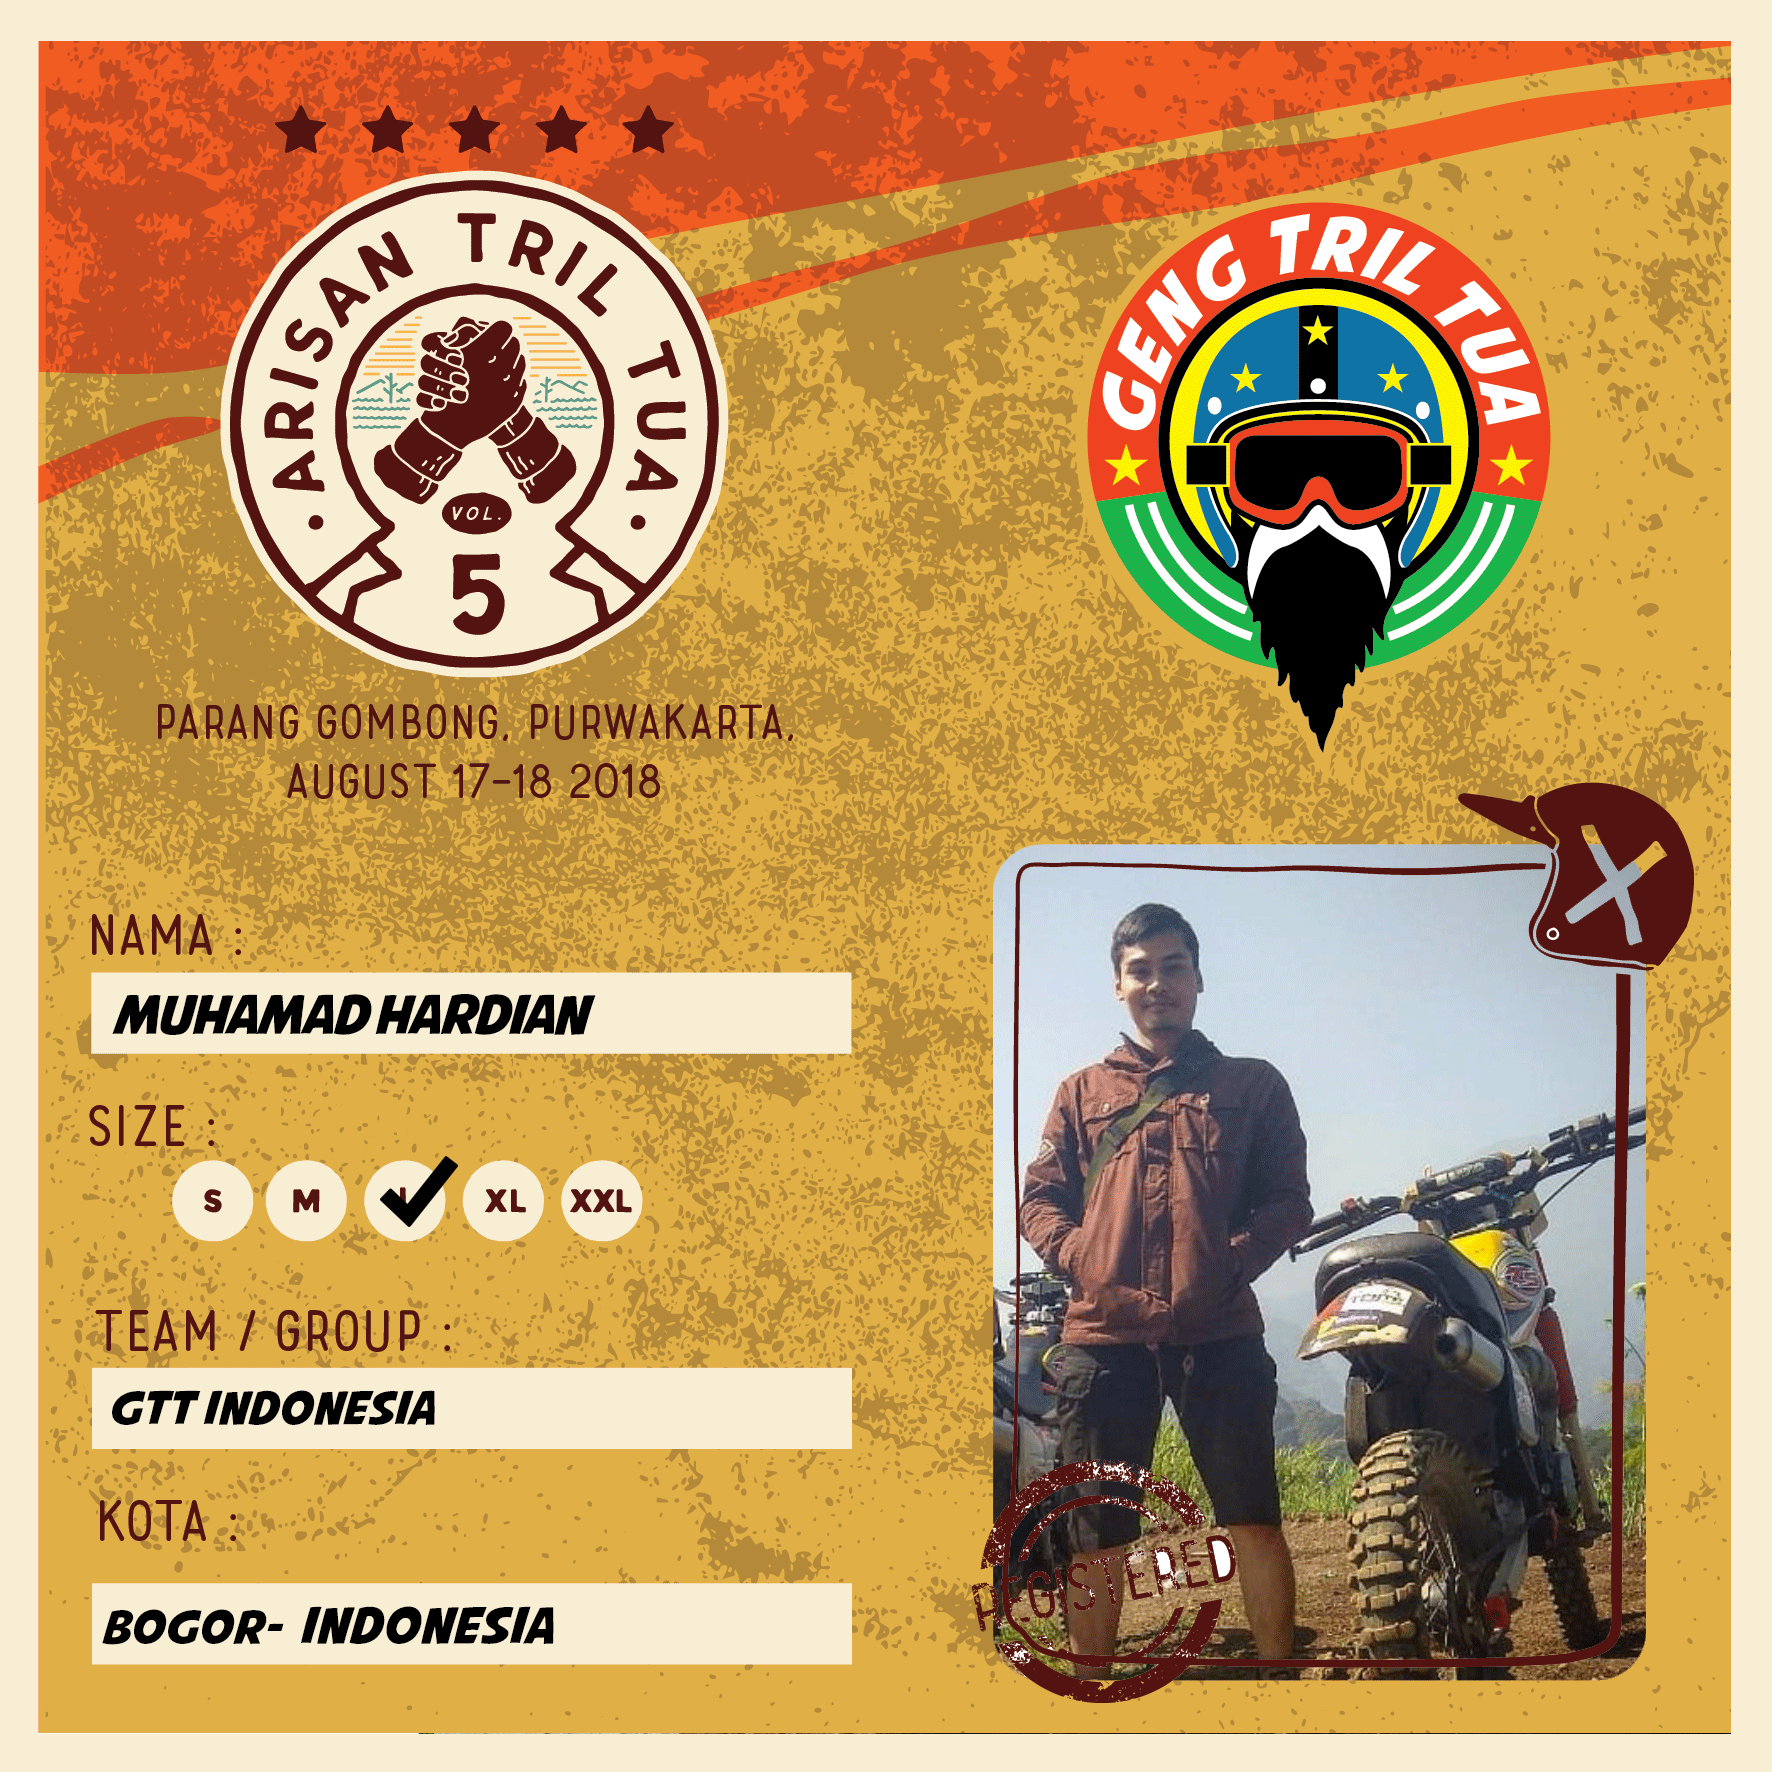 ARISAN TRIL TUA
VOL.
5
GENG TRIL TUA
PARANG GOMBONG, PURWAKARTA,
AUGUST 17-18 2018
NAMA :
MUHAMAD HARDIAN
SIZE :
S M XL XXL
TEAM / GROUP :
GTT INDONESIA
KOTA :
BOGOR- INDONESIA
REGISTERED